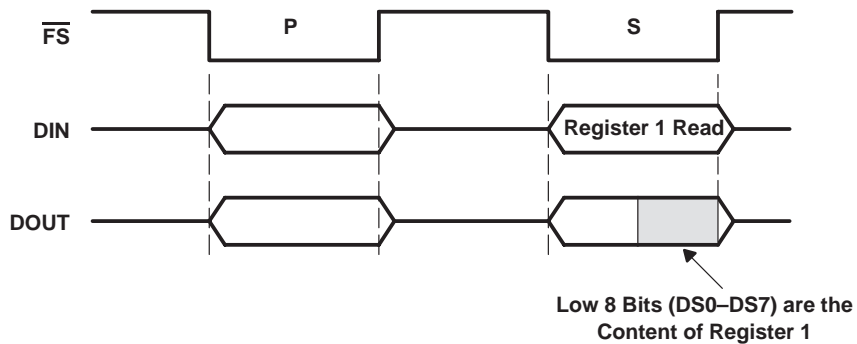 FS
P
S
DIN
Register 1 Read
DOUT
Low 8 Bits (DS0–DS7) are the
Content of Register 1